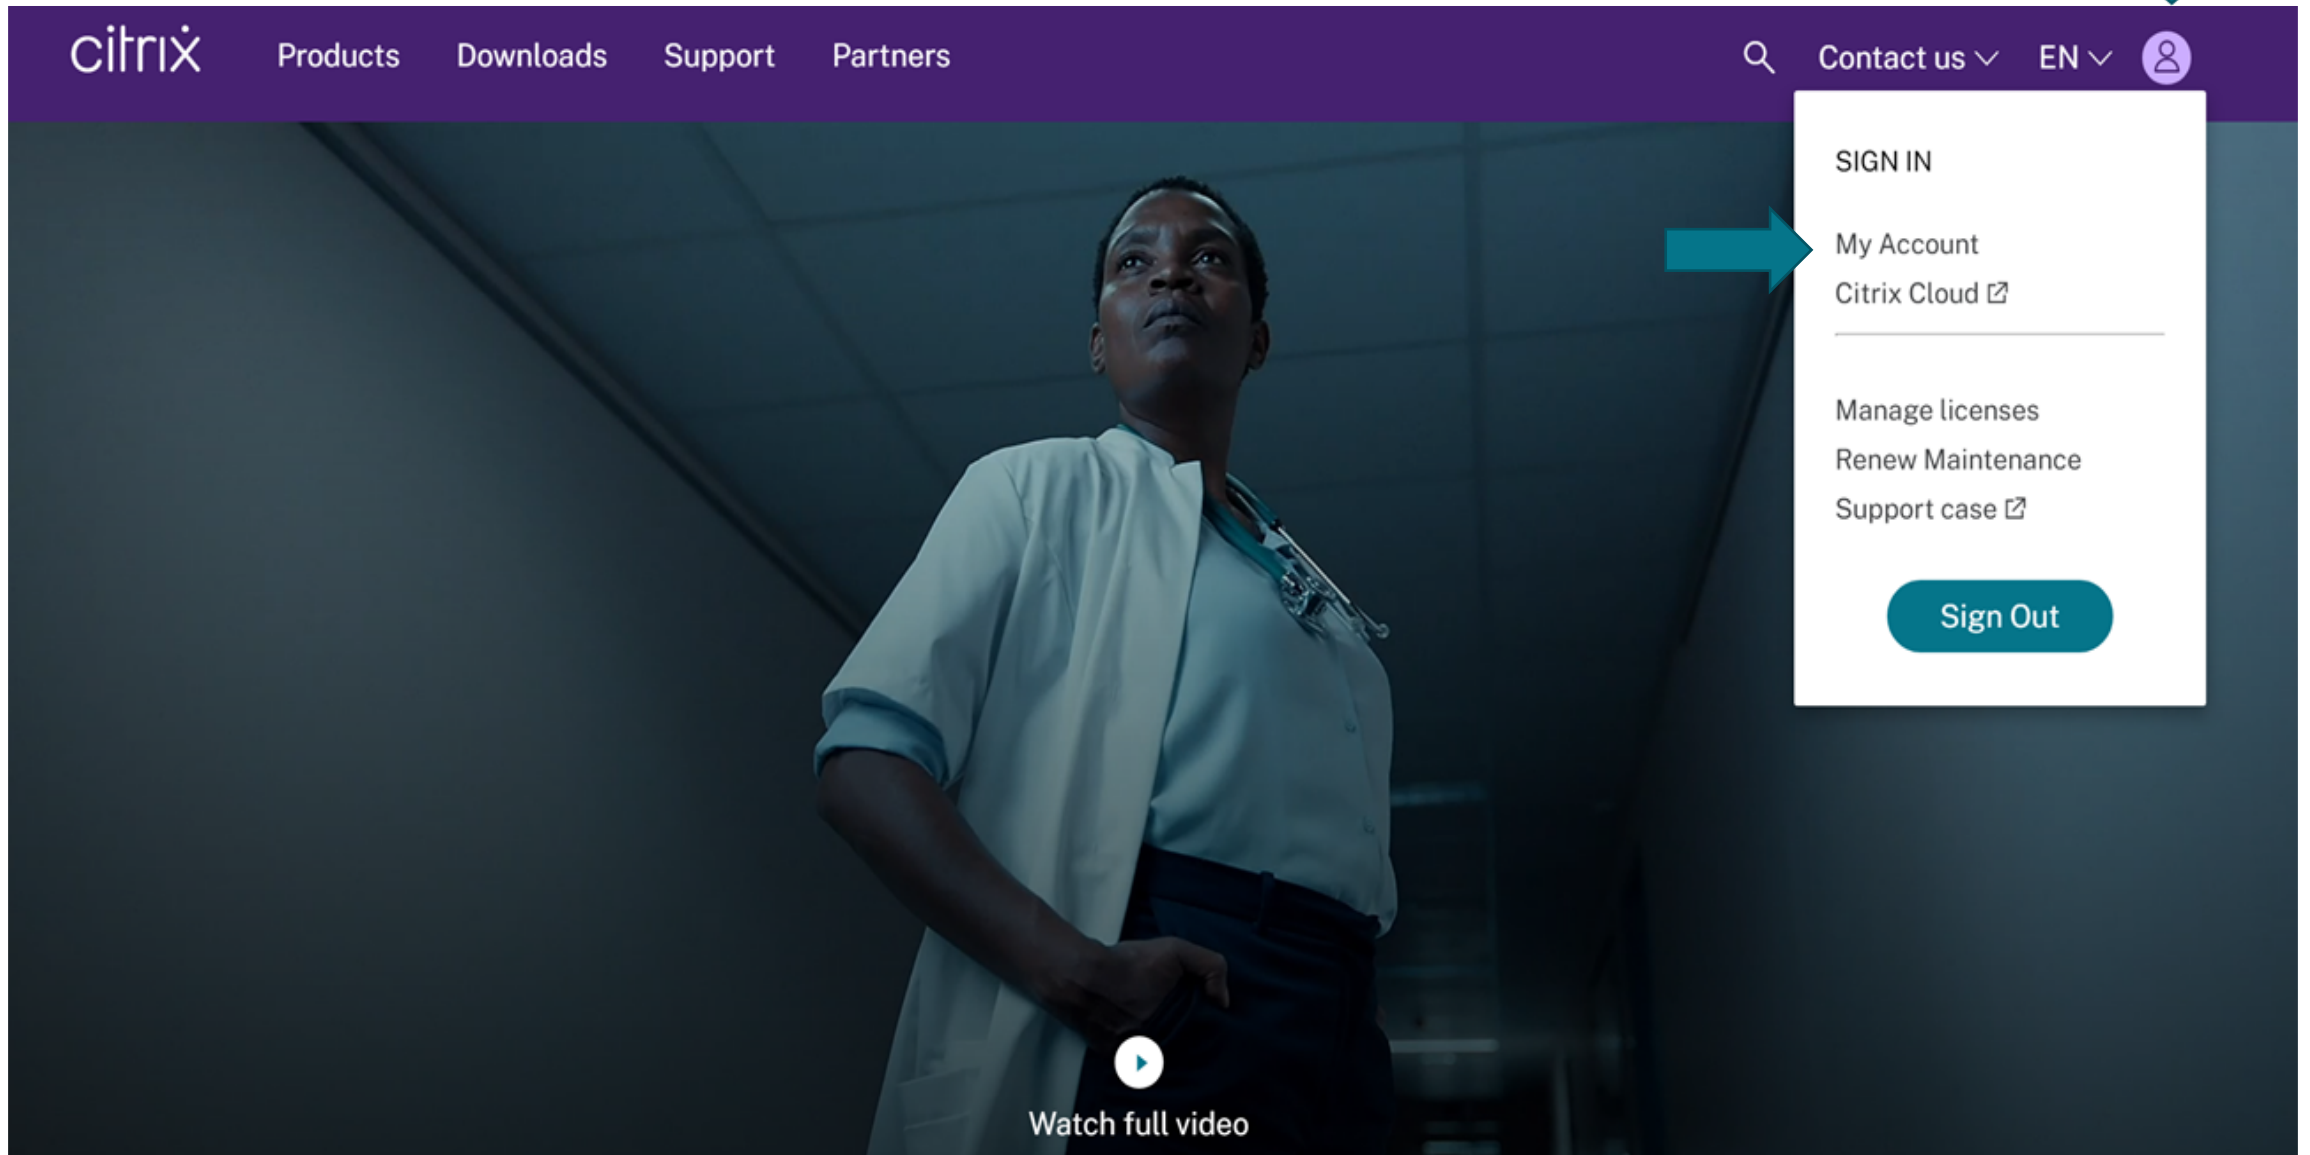 citrix
Products
Downloads
Support
Partners
Contact us
EN
SIGN IN
My Account
Citrix Cloud
Manage licenses
Renew Maintenance
Support case
Sign Out
Watch full video